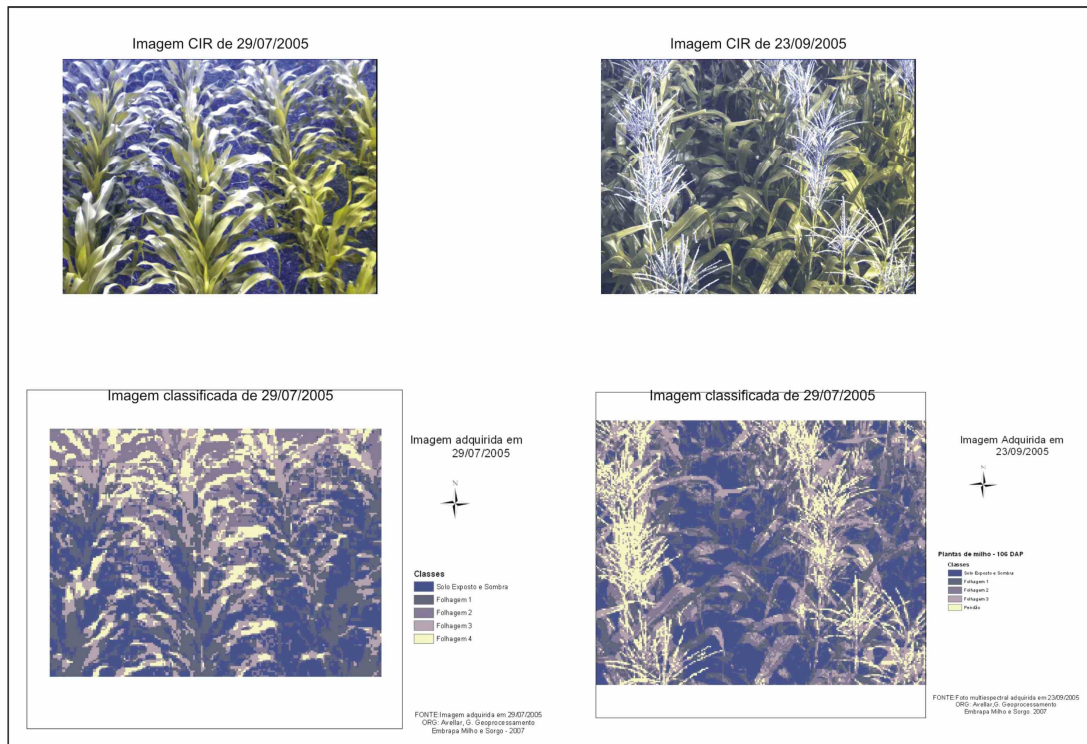 Imagem CIR de 29/07/2005
Imagem CIR de 23/09/2005
Imagem classificada de 29/07/2005
Imagem adquirida em
29/07/2005
N
Classes
Solo Exposto e Sombra
Folhagem 1
Folhagem 2
Folhagem 3
Folhagem 4
FONTE:Imagem adquirida em 29/07/2005
ORG: Avellar, G. Geoprocessamento
Embrapa Milho e Sorgo - 2007
Imagem classificada de 29/07/2005
Imagem Adquirida em
23/09/2005
N
Plantas de milho - 106 DAP
Classes
Solo Exposto e Sombra
Folhagem 1
Folhagem 2
Folhagem 3
Pendão
FONTE:Foto multiespectral adquirida em 23/09/2005
ORG: Avellar,G. Geoprocessamento
Embrapa Milho e Sorgo. 2007